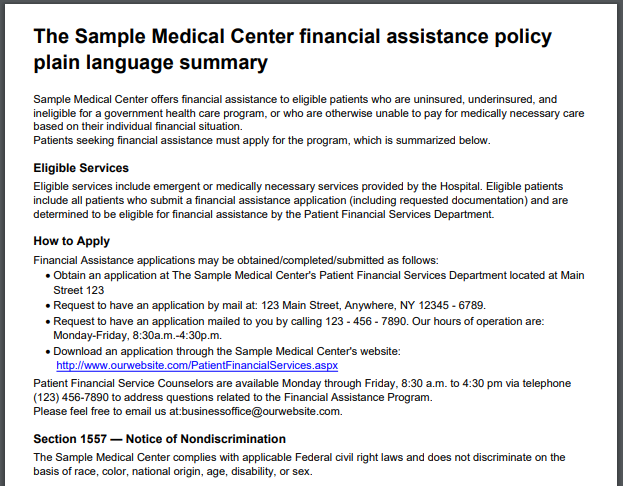 The Sample Medical Center financial assistance policy
plain language summary
Sample Medical Center offers financial assistance to eligible patients who are uninsured, underinsured, and
ineligible for a government health care program, or who are otherwise unable to pay for medically necessary care
based on their individual financial situation.
Patients seeking financial assistance must apply for the program, which is summarized below.
Eligible Services
Eligible services include emergent or medically necessary services provided by the Hospital. Eligible patients
include all patients who submit a financial assistance application (including requested documentation) and are
determined to be eligible for financial assistance by the Patient Financial Services Department.
How to Apply
Financial Assistance applications may be obtained/completed/submitted as follows:
• Obtain an application at The Sample Medical Center's Patient Financial Services Department located at Main
Street 123
• Request to have an application by mail at: 123 Main Street, Anywhere, NY 12345 - 6789.
• Request to have an application mailed to you by calling 123 - 456 - 7890. Our hours of operation are:
Monday-Friday, 8:30a.m.-4:30p.m.
• Download an application through the Sample Medical Center's website:
http://www.ourwebsite.com/PatientFinancialServices.aspx
Patient Financial Service Counselors are available Monday through Friday, 8:30 a.m. to 4:30 pm via telephone
(123) 456-7890 to address questions related to the Financial Assistance Program.
Please feel free to email us at:businessoffice@ourwebsite.com.
Section 1557 — Notice of Nondiscrimination
The Sample Medical Center complies with applicable Federal civil right laws and does not discriminate on the
basis of race, color, national origin, age, disability, or sex.